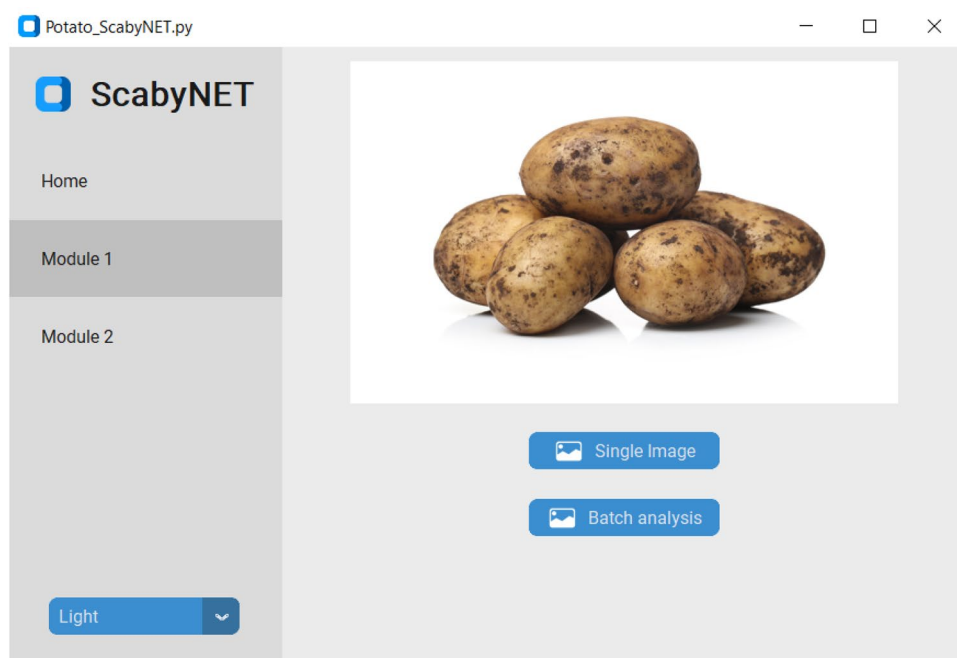 Potato_ScabyNET.py
ScabyNET
Home
Module 1
Module 2
Single Image
Batch analysis
Light